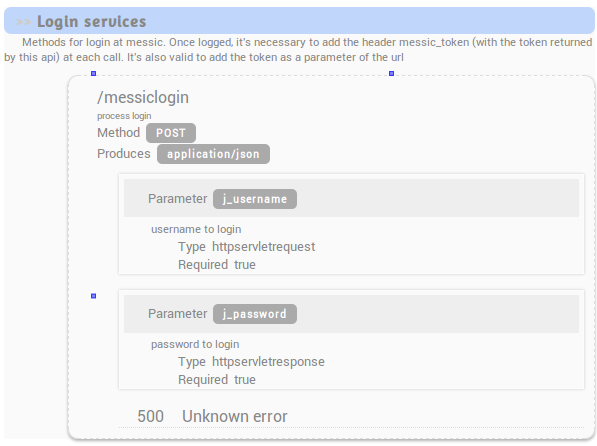 >> Login services
Methods for login at messic. Once logged, it's necessary to add the header messic_token (with the token returned
by this api) at each call. It's also valid to add the token as a parameter of the url
/messiclogin
process login
Method POST
Produces application/json
Parameter j_username
username to login
Type httpservletrequest
Required true
Parameter j_password
password to login
Type httpservletresponse
Required true
500 Unknown error